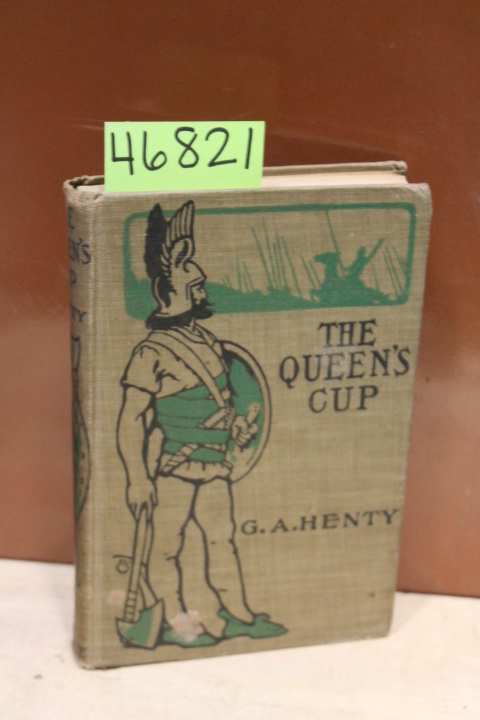 46821
THE
QUEEN'S
CUP
G. A. HENTY